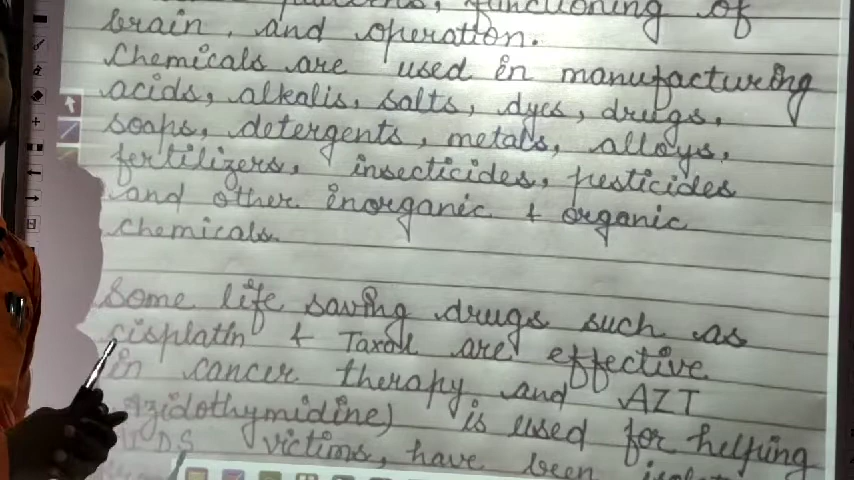 functioning of
brain, and operation.
Chemicals are used in manufacturing
acids, alkalis, salts, dyes, drugs,
soaps, detergents, metals, alloys,
fertilizers, insecticides, pesticides
and other inorganic + organic
chemicals.
Some life saving drugs such as
cisplatin + Taxol are effective
in cancer therapy and AZT
is used for helping
victims, have been